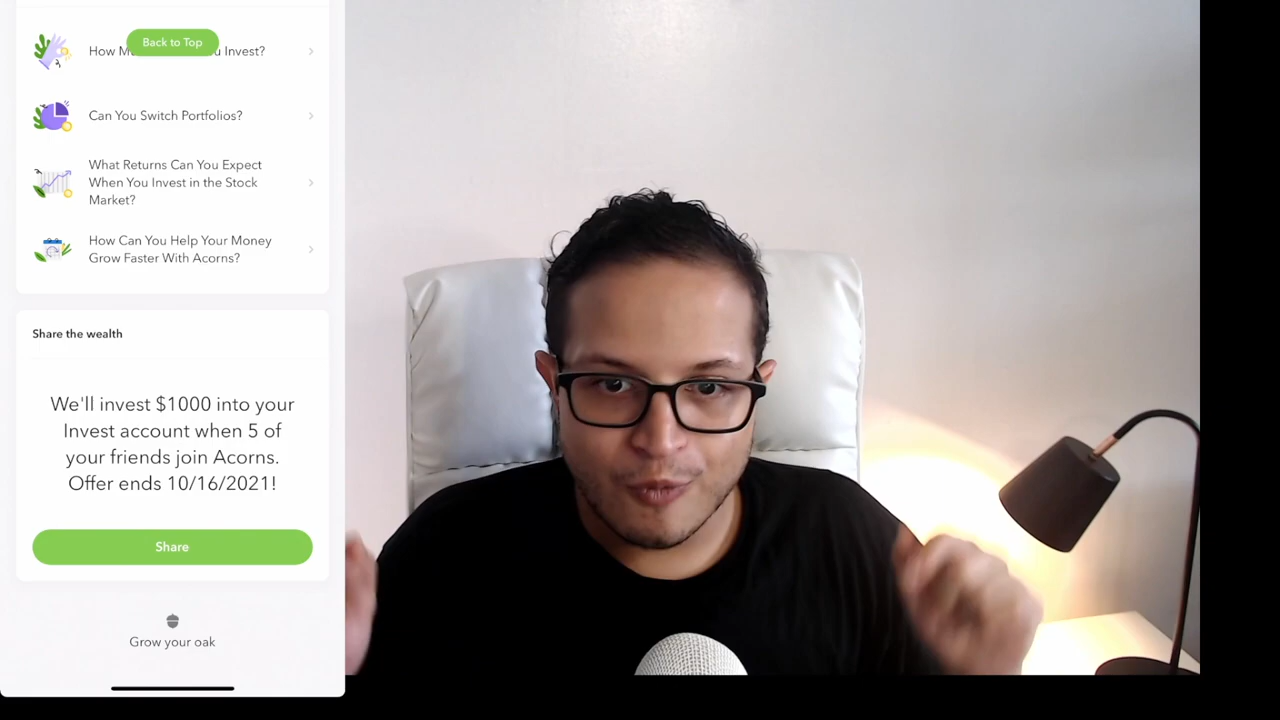 Back to Top
How M u Invest?
Can You Switch Portfolios?
What Returns Can You Expect
When You Invest in the Stock
Market?
How Can You Help Your Money
Grow Faster With Acorns?
Share the wealth
We'll invest $1000 into your
Invest account when 5 of
your friends join Acorns.
Offer ends 10/16/2021!
Share
Grow your oak